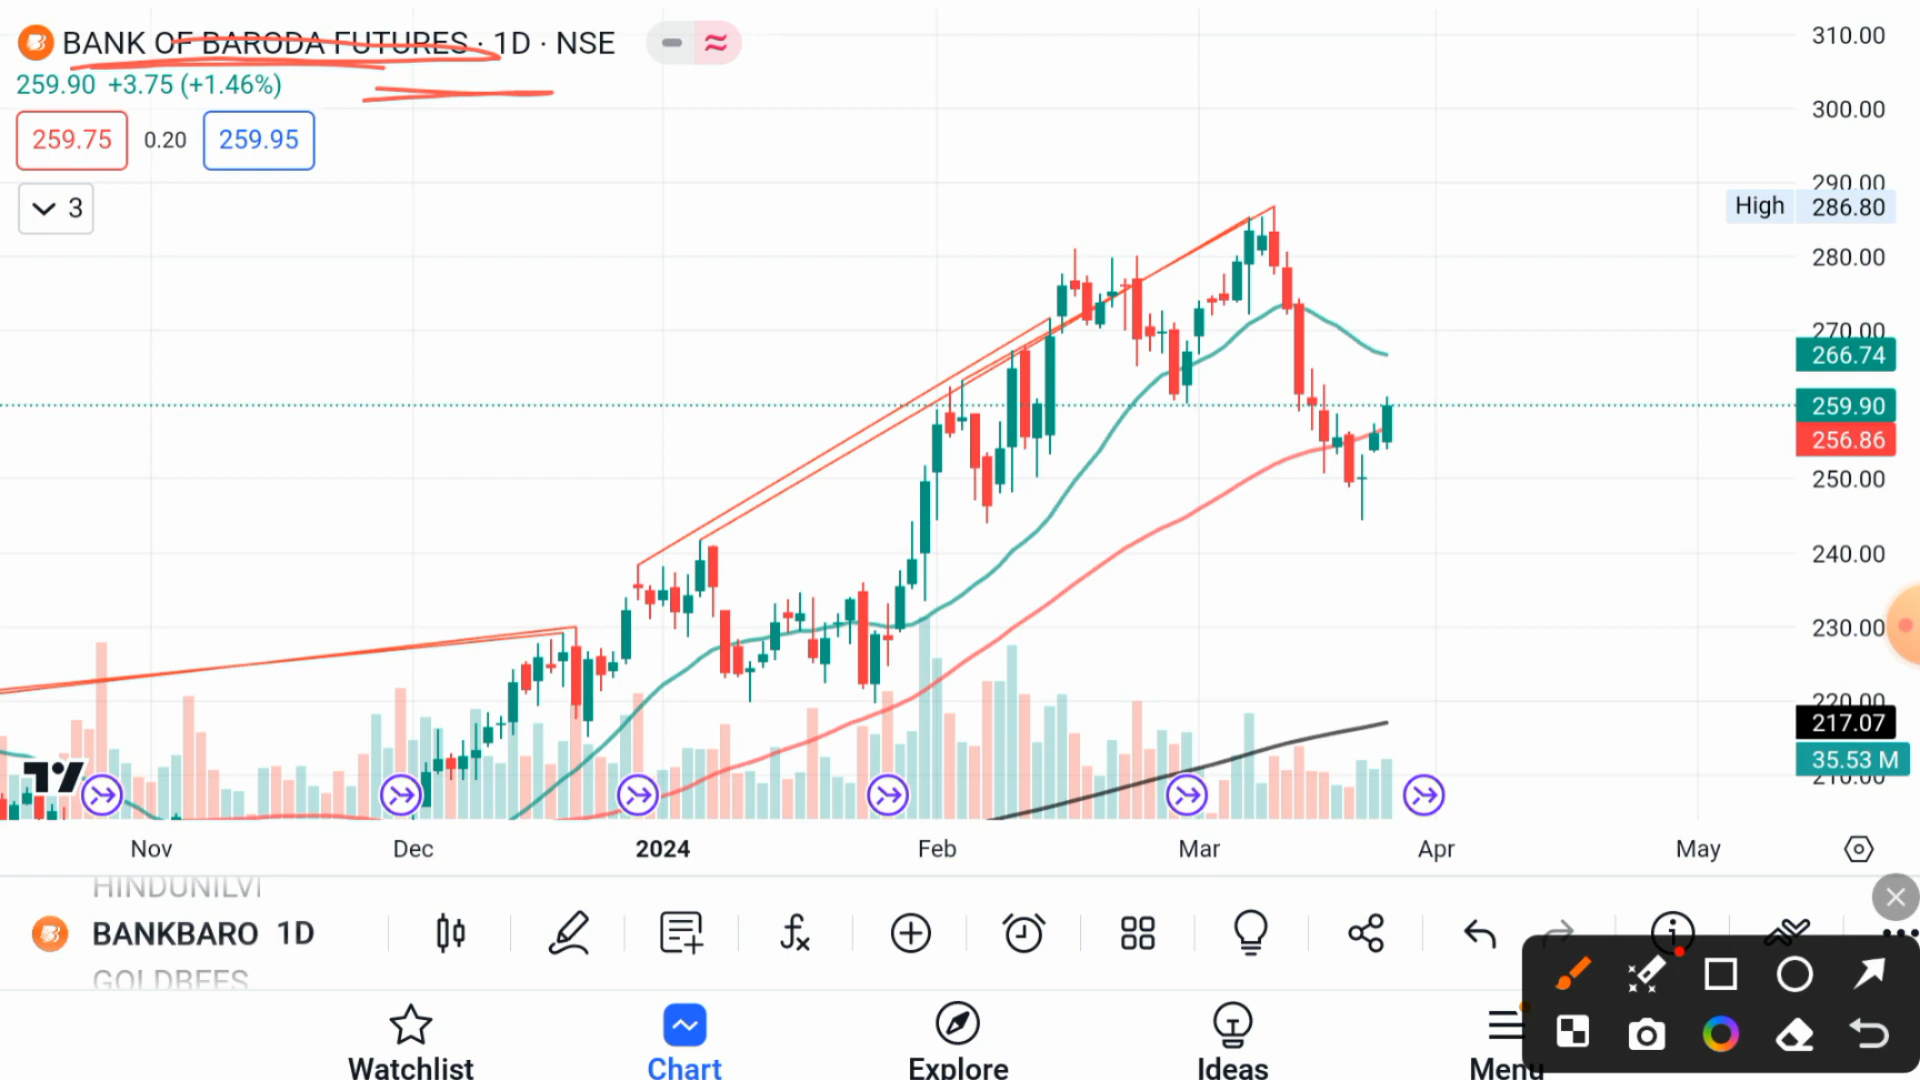 BANK OF BARODA FUTURES · 1D · NSE
259.90 +3.75 (+1.46%)
259.75 0.20 259.95
3
310.00
300.00
290.00
High 286.80
280.00
270.00
266.74
259.90
256.86
250.00
240.00
230.00
220.00
217.07
35.53 M
210.00
Nov Dec 2024 Feb Mar Apr May
HINDUNILVI
BANKBARO 1D
GOLDBEES
Watchlist Chart Explore Ideas Menu